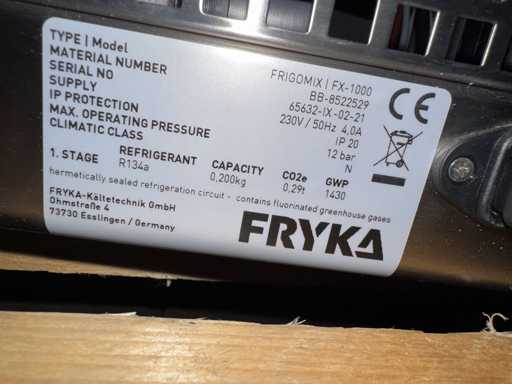 TYPE | Model FRIGOMIX | FX-1000
MATERIAL NUMBER BB-8522529
SERIAL NO 65632-IX-02-21
SUPPLY 230V / 50Hz 4,0A
IP PROTECTION IP 20
MAX. OPERATING PRESSURE 12 bar
CLIMATIC CLASS N
REFRIGERANT CAPACITY CO2e GWP
1. STAGE R134a 0,200kg 0,29t 1430
hermetically sealed refrigeration circuit - contains fluorinated greenhouse gases
FRYKA-Kältetechnik GmbH
Ohmstraße 4
73730 Esslingen / Germany
FRYKA
CE